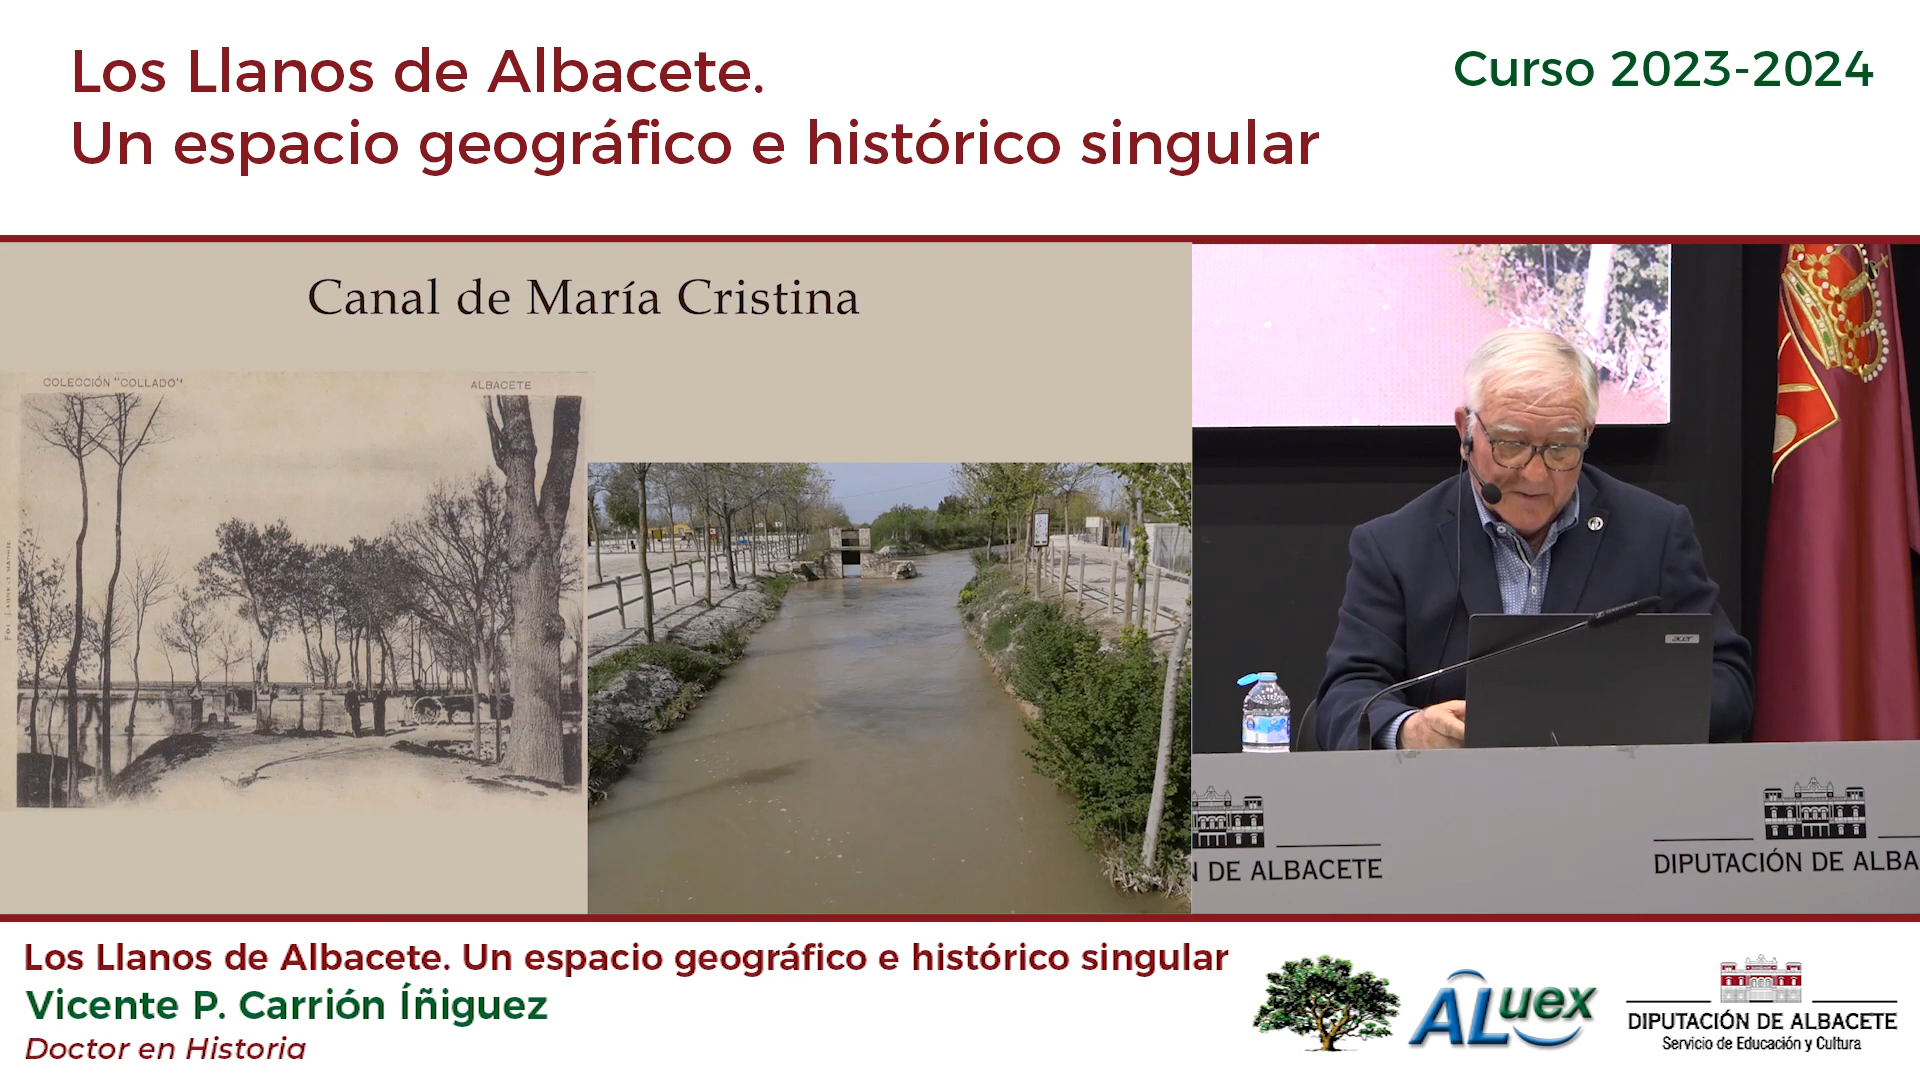 Los Llanos de Albacete.
Un espacio geográfico e histórico singular
Curso 2023-2024
Canal de María Cristina
COLECCIÓN "COLLADO"
ALBACETE
acer
N DE ALBACETE
DIPUTACIÓN DE ALBA
Los Llanos de Albacete. Un espacio geográfico e histórico singular
Vicente P. Carrión Íñiguez
Doctor en Historia
ALuex
DIPUTACIÓN DE ALBACETE
Servicio de Educación y Cultura